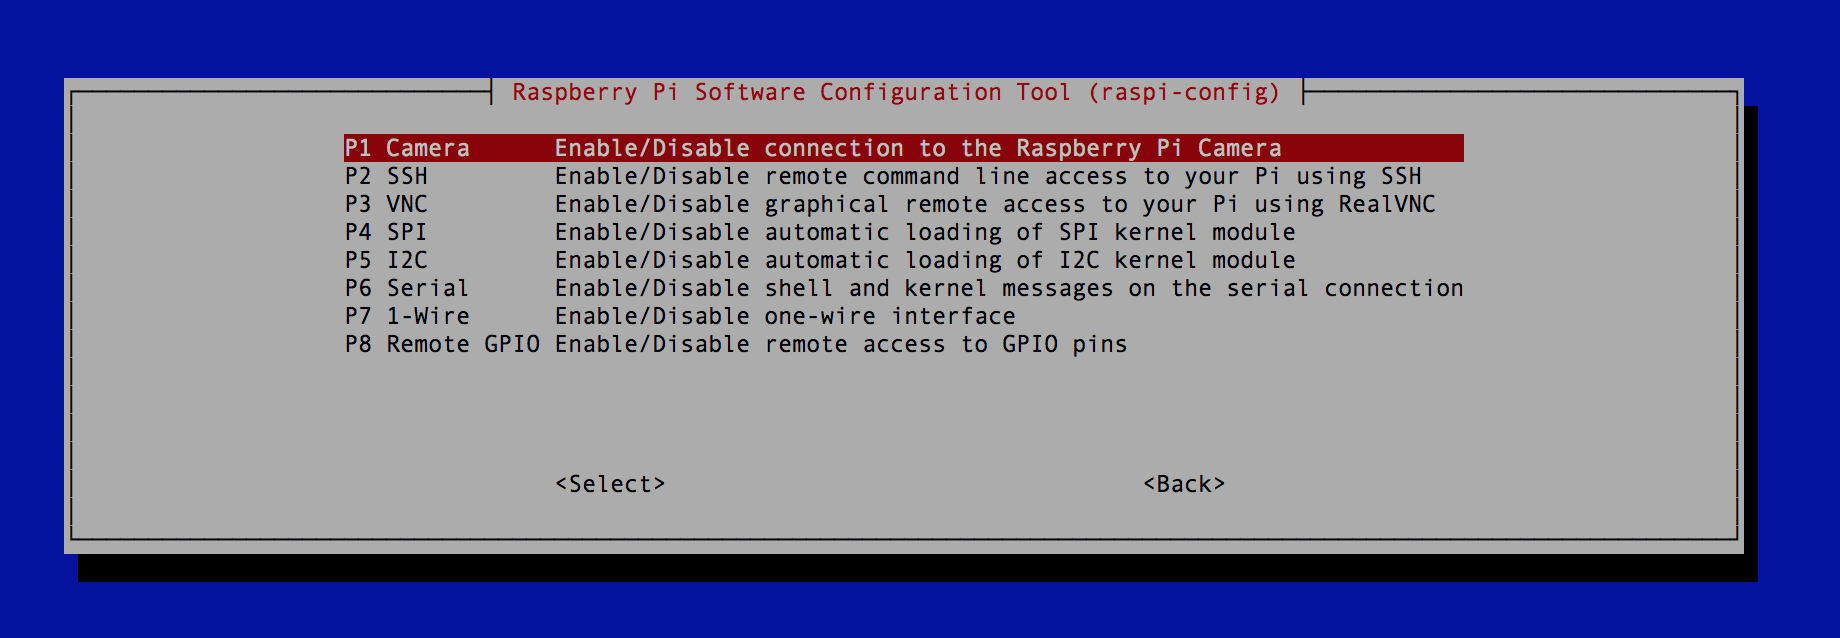 Raspberry Pi Software Configuration Tool (raspi-config)
P1 Camera Enable/Disable connection to the Raspberry Pi Camera
P2 SSH Enable/Disable remote command line access to your Pi using SSH
P3 VNC Enable/Disable graphical remote access to your Pi using RealVNC
P4 SPI Enable/Disable automatic loading of SPI kernel module
P5 I2C Enable/Disable automatic loading of I2C kernel module
P6 Serial Enable/Disable shell and kernel messages on the serial connection
P7 1-Wire Enable/Disable one-wire interface
P8 Remote GPIO Enable/Disable remote access to GPIO pins
<Select> <Back>